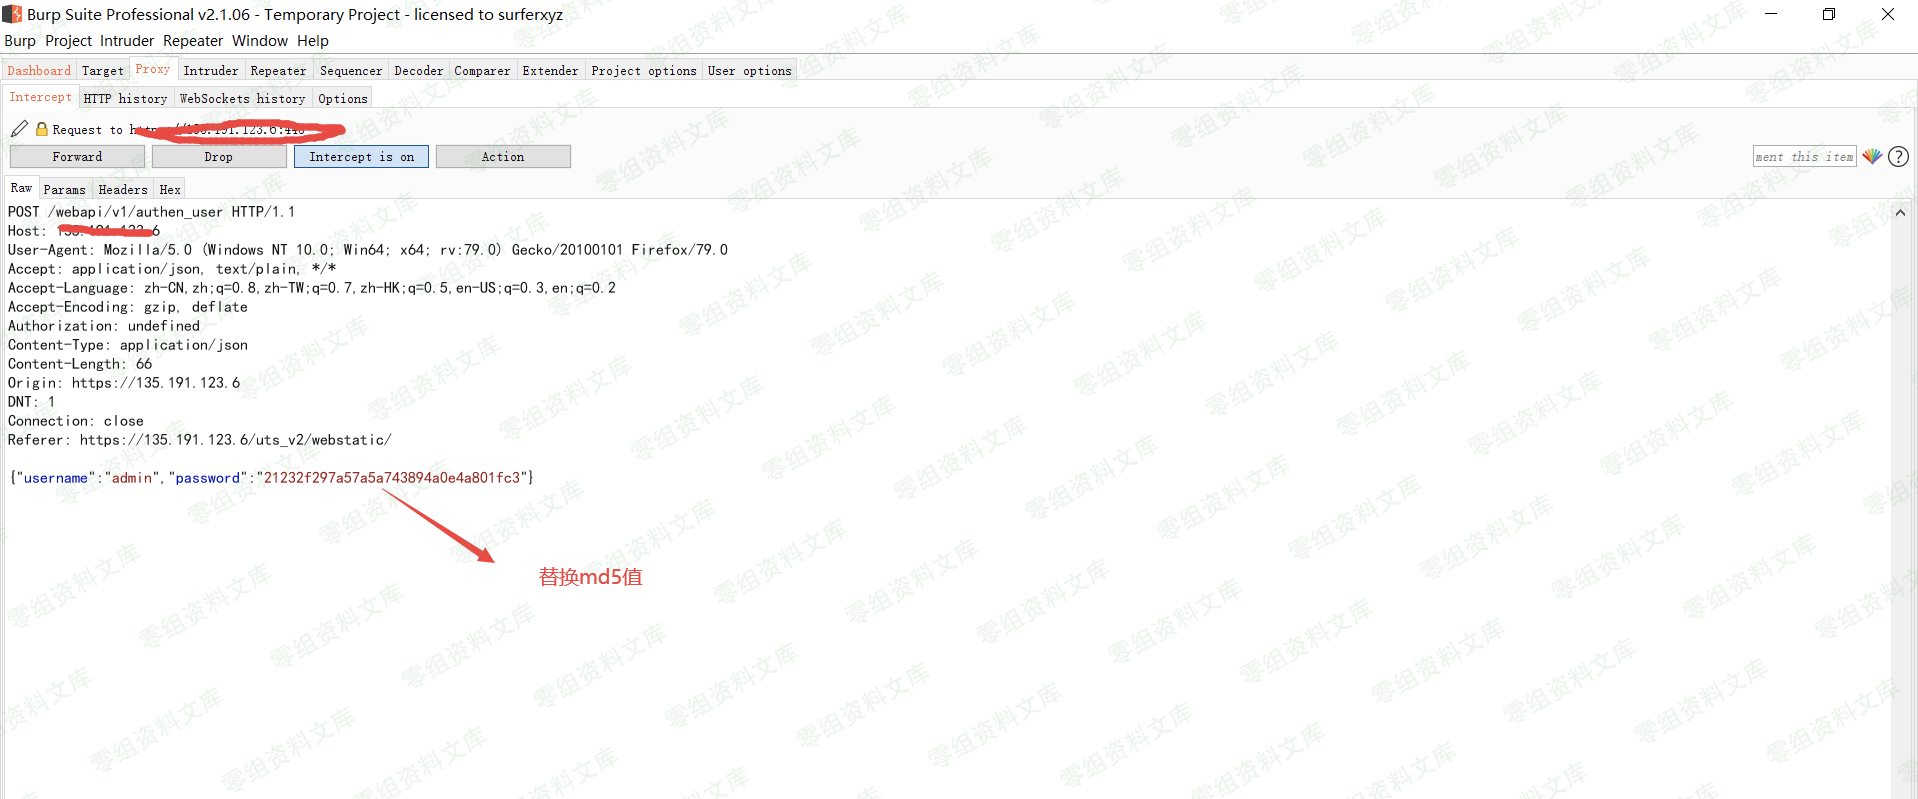 Burp Suite Professional v2.1.06 - Temporary Project - licensed to surferxyz
Burp Project Intruder Repeater Window Help
Dashboard Target Proxy Intruder Repeater Sequencer Decoder Comparer Extender Project options User options
Intercept HTTP history WebSockets history Options
Request to
Forward Drop Intercept is on Action ment this item ?
Raw Params Headers Hex
POST /webapi/v1/authen_user HTTP/1.1
Host: 6
User-Agent: Mozilla/5.0 (Windows NT 10.0; Win64; x64; rv:79.0) Gecko/20100101 Firefox/79.0
Accept: application/json, text/plain, */*
Accept-Language: zh-CN,zh;q=0.8,zh-TW;q=0.7,zh-HK;q=0.5,en-US;q=0.3,en;q=0.2
Accept-Encoding: gzip, deflate
Authorization: undefined
Content-Type: application/json
Content-Length: 66
Origin: https://135.191.123.6
DNT: 1
Connection: close
Referer: https://135.191.123.6/uts_v2/webstatic/
{"username":"admin","password":"21232f297a57a5a743894a0e4a801fc3"}
替换md5值
零组资料文库